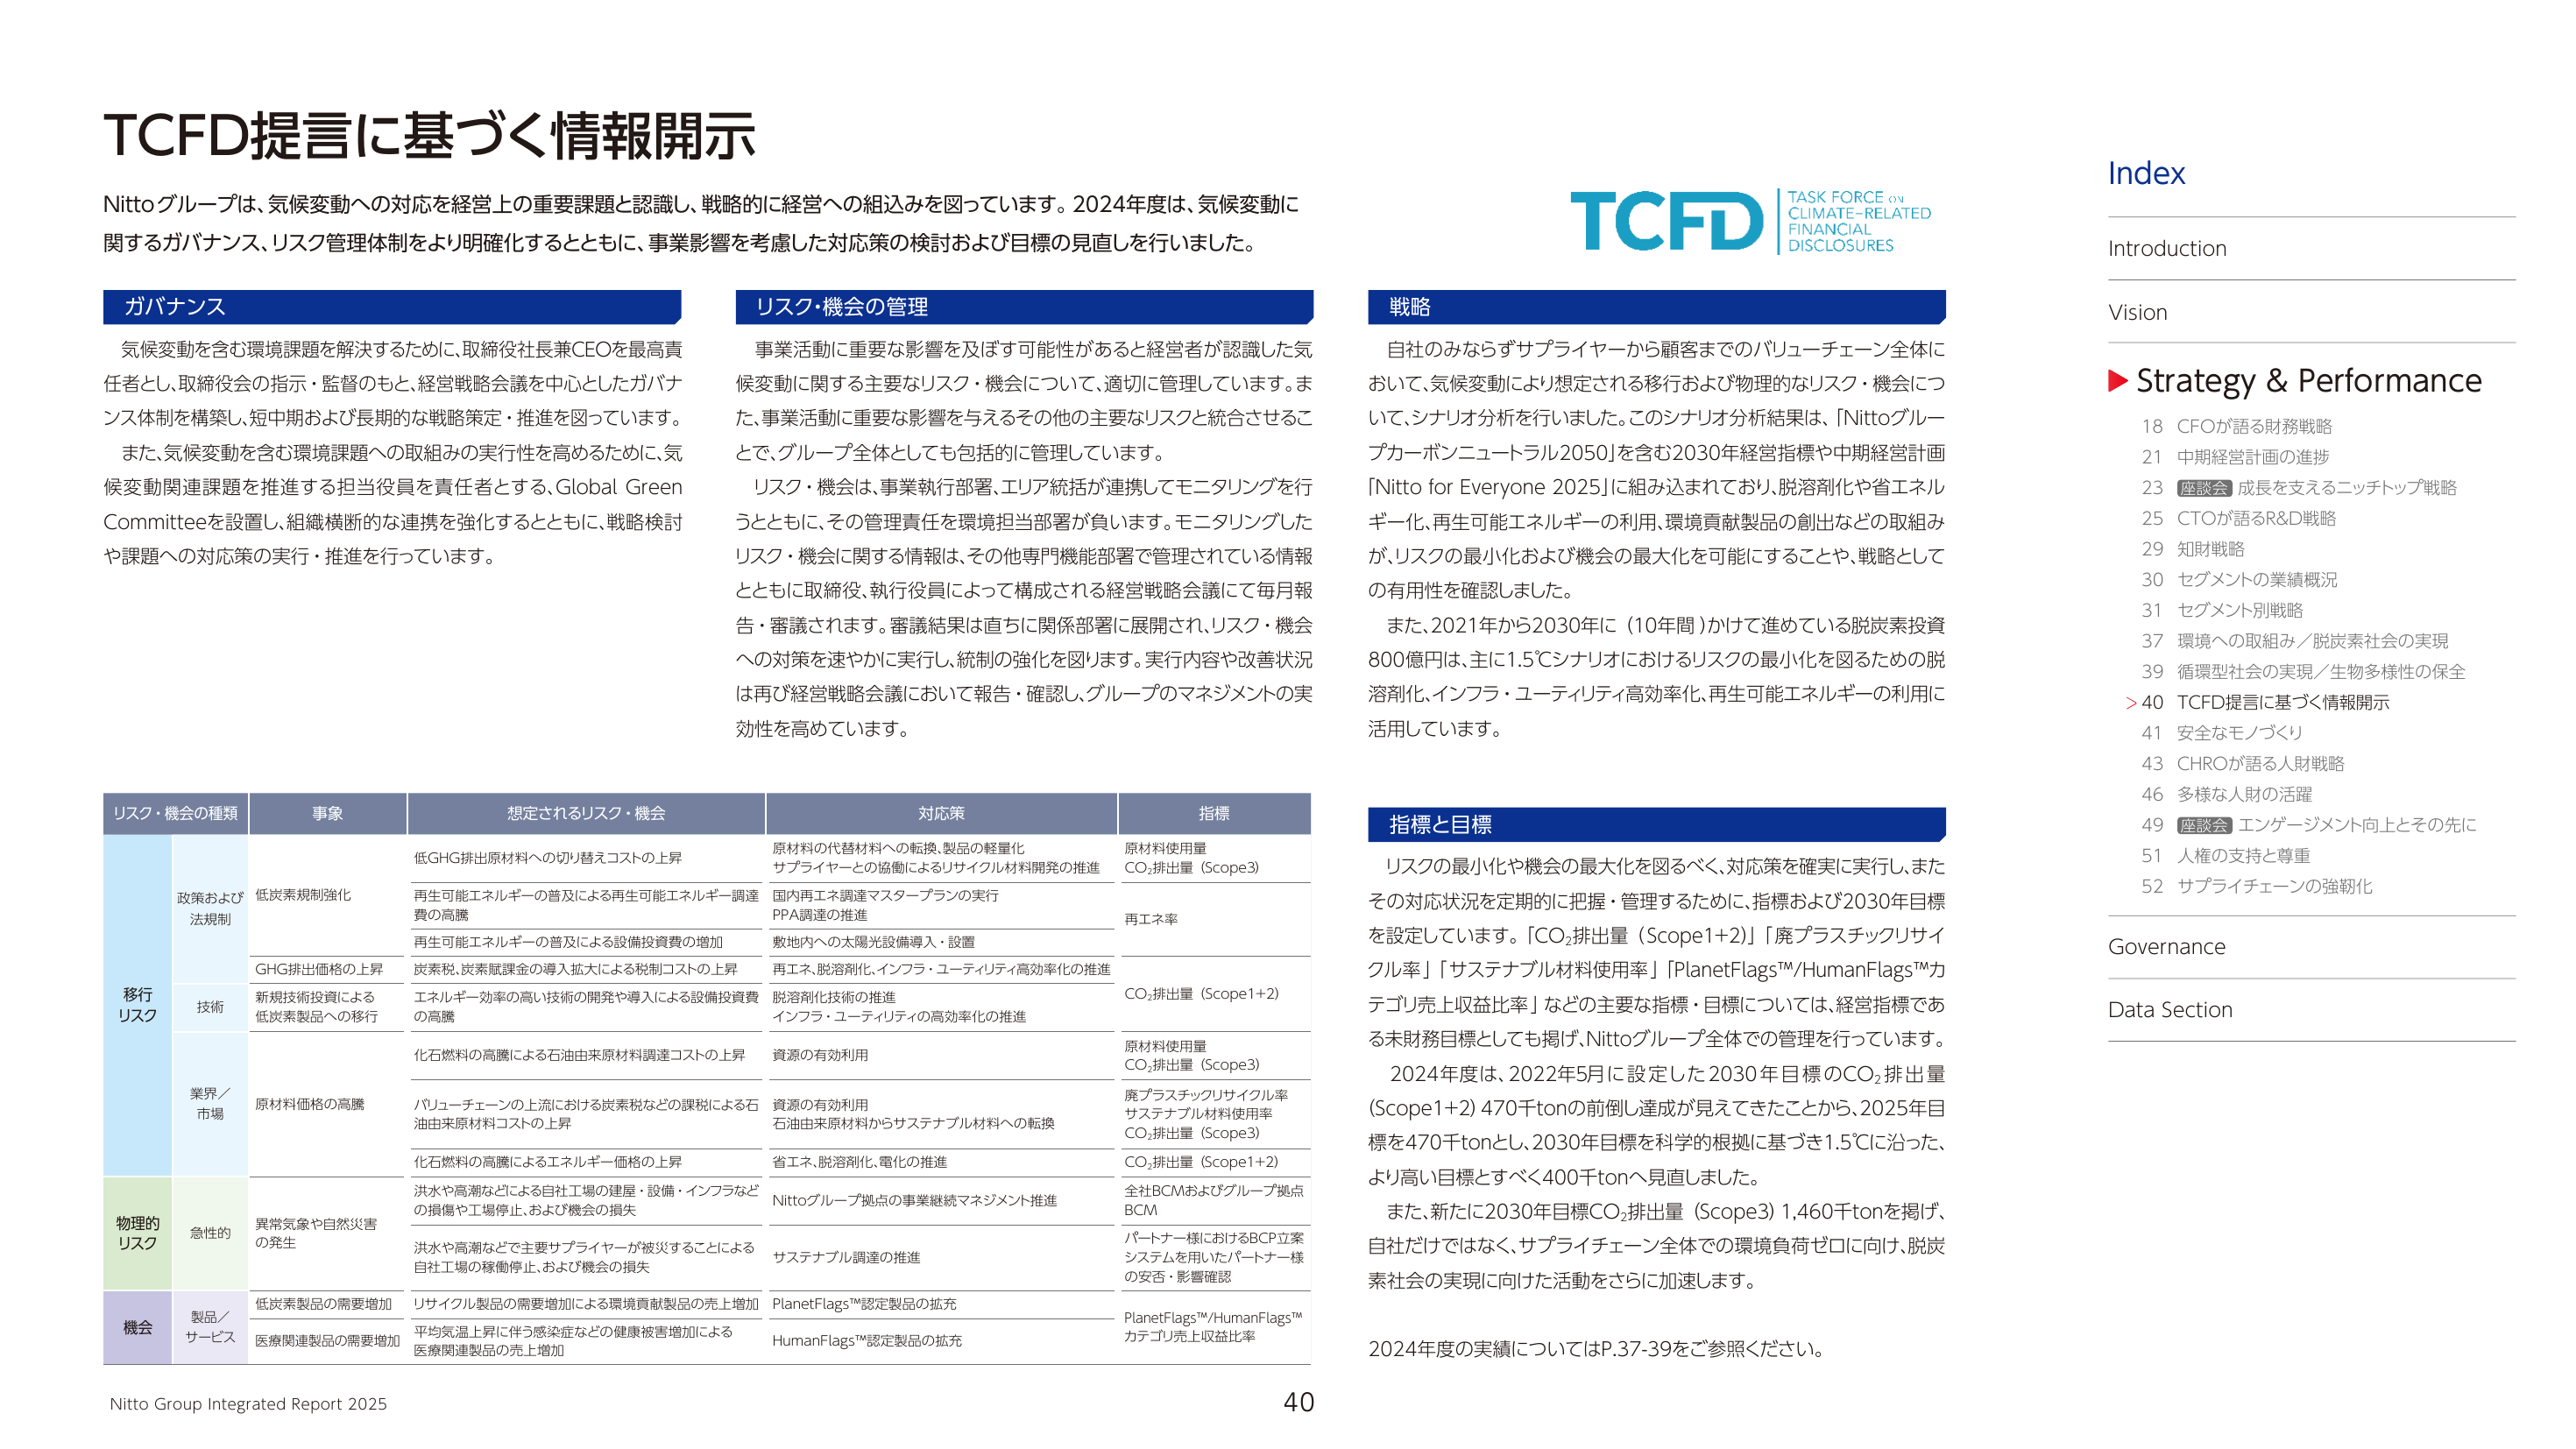 TCFD提言に基づく情報開示
Nittoグループは、気候変動への対応を経営上の重要課題と認識し、戦略的に経営への組込みを図っています。2024年度は、気候変動に
関するガバナンス、リスク管理体制をより明確化するとともに、事業影響を考慮した対応策の検討および目標の見直しを行いました。
TCFD
TASK FORCE ON
CLIMATE-RELATED
FINANCIAL
DISCLOSURES
ガバナンス
気候変動を含む環境課題を解決するために、取締役社長兼CEOを最高責
任者とし、取締役会の指示・監督のもと、経営戦略会議を中心としたガバナ
ンス体制を構築し、短中期および長期的な戦略策定・推進を図っています。
また、気候変動を含む環境課題への取組みの実行性を高めるために、気
候変動関連課題を推進する担当役員を責任者とする、Global Green
Committeeを設置し、組織横断的な連携を強化するとともに、戦略検討
や課題への対応策の実行・推進を行っています。
リスク・機会の管理
事業活動に重要な影響を及ぼす可能性があると経営者が認識した気
候変動に関する主要なリスク・機会について、適切に管理しています。ま
た、事業活動に重要な影響を与えるその他の主要なリスクと統合させるこ
とで、グループ全体としても包括的に管理しています。
リスク・機会は、事業執行部署、エリア統括が連携してモニタリングを行
うとともに、その管理責任を環境担当部署が負います。モニタリングした
リスク・機会に関する情報は、その他専門機能部署で管理されている情報
とともに取締役、執行役員によって構成される経営戦略会議にて毎月報
告・審議されます。審議結果は直ちに関係部署に展開され、リスク・機会
への対策を速やかに実行し、統制の強化を図ります。実行内容や改善状況
は再び経営戦略会議において報告・確認し、グループのマネジメントの実
効性を高めています。
戦略
自社のみならずサプライヤーから顧客までのバリューチェーン全体に
おいて、気候変動により想定される移行および物理的なリスク・機会につ
いて、シナリオ分析を行いました。このシナリオ分析結果は、「Nittoグルー
プカーボンニュートラル2050」を含む2030年経営指標や中期経営計画
「Nitto for Everyone 2025」に組み込まれており、脱溶剤化や省エネル
ギー化、再生可能エネルギーの利用、環境貢献製品の創出などの取組み
が、リスクの最小化および機会の最大化を可能にすることや、戦略として
の有用性を確認しました。
また、2021年から2030年に（10年間）かけて進めている脱炭素投資
800億円は、主に1.5℃シナリオにおけるリスクの最小化を図るための脱
溶剤化、インフラ・ユーティリティ高効率化、再生可能エネルギーの利用に
活用しています。
リスク・機会の種類 事象 想定されるリスク・機会 対応策 指標
移行
リスク
政策および
法規制
低炭素規制強化
低GHG排出原材料への切り替えコストの上昇
原材料の代替材料への転換、製品の軽量化
サプライヤーとの協働によるリサイクル材料開発の推進
原材料使用量
CO₂排出量（Scope3）
再生可能エネルギーの普及による再生可能エネルギー調達
費の高騰
国内再エネ調達マスタープランの実行
PPA調達の推進
再エネ率
再生可能エネルギーの普及による設備投資費の増加
敷地内への太陽光設備導入・設置
GHG排出価格の上昇
炭素税、炭素賦課金の導入拡大による税制コストの上昇
再エネ、脱溶剤化、インフラ・ユーティリティ高効率化の推進
CO₂排出量（Scope1+2）
技術
新規技術投資による
低炭素製品への移行
エネルギー効率の高い技術の開発や導入による設備投資費
の高騰
脱溶剤化技術の推進
インフラ・ユーティリティの高効率化の推進
業界／
市場
原材料価格の高騰
化石燃料の高騰による石油由来原材料調達コストの上昇
資源の有効利用
原材料使用量
CO₂排出量（Scope3）
バリューチェーンの上流における炭素税などの課税による石
油由来原材料コストの上昇
資源の有効利用
石油由来原材料からサステナブル材料への転換
廃プラスチックリサイクル率
サステナブル材料使用率
CO₂排出量（Scope3）
化石燃料の高騰によるエネルギー価格の上昇
省エネ、脱溶剤化、電化の推進
CO₂排出量（Scope1+2）
物理的
リスク
急性的
異常気象や自然災害
の発生
洪水や高潮などによる自社工場の建屋・設備・インフラなど
の損傷や工場停止、および機会の損失
Nittoグループ拠点の事業継続マネジメント推進
全社BCMおよびグループ拠点
BCM
洪水や高潮などで主要サプライヤーが被災することによる
自社工場の稼働停止、および機会の損失
サステナブル調達の推進
パートナー様におけるBCP立案
システムを用いたパートナー様
の安否・影響確認
機会
製品／
サービス
低炭素製品の需要増加
リサイクル製品の需要増加による環境貢献製品の売上増加
PlanetFlags™認定製品の拡充
PlanetFlags™/HumanFlags™
カテゴリ売上収益比率
医療関連製品の需要増加
平均気温上昇に伴う感染症などの健康被害増加による
医療関連製品の売上増加
HumanFlags™認定製品の拡充
指標と目標
リスクの最小化や機会の最大化を図るべく、対応策を確実に実行し、また
その対応状況を定期的に把握・管理するために、指標および2030年目標
を設定しています。「CO₂排出量（Scope1+2）」「廃プラスチックリサイ
クル率」「サステナブル材料使用率」「PlanetFlags™/HumanFlags™カ
テゴリ売上収益比率」などの主要な指標・目標については、経営指標であ
る未財務目標としても掲げ、Nittoグループ全体での管理を行っています。
2024年度は、2022年5月に設定した2030年目標のCO₂排出量
（Scope1+2）470千tonの前倒し達成が見えてきたことから、2025年目
標を470千tonとし、2030年目標を科学的根拠に基づき1.5℃に沿った、
より高い目標とすべく400千tonへ見直しました。
また、新たに2030年目標CO₂排出量（Scope3）1,460千tonを掲げ、
自社だけではなく、サプライチェーン全体での環境負荷ゼロに向け、脱炭
素社会の実現に向けた活動をさらに加速します。
2024年度の実績についてはP.37-39をご参照ください。
Index
Introduction
Vision
Strategy & Performance
18 CFOが語る財務戦略
21 中期経営計画の進捗
23 座談会 成長を支えるニッチトップ戦略
25 CTOが語るR&D戦略
29 知財戦略
30 セグメントの業績概況
31 セグメント別戦略
37 環境への取組み／脱炭素社会の実現
39 循環型社会の実現／生物多様性の保全
> 40 TCFD提言に基づく情報開示
41 安全なモノづくり
43 CHROが語る人財戦略
46 多様な人財の活躍
49 座談会 エンゲージメント向上とその先に
51 人権の支持と尊重
52 サプライチェーンの強靭化
Governance
Data Section
Nitto Group Integrated Report 2025
40